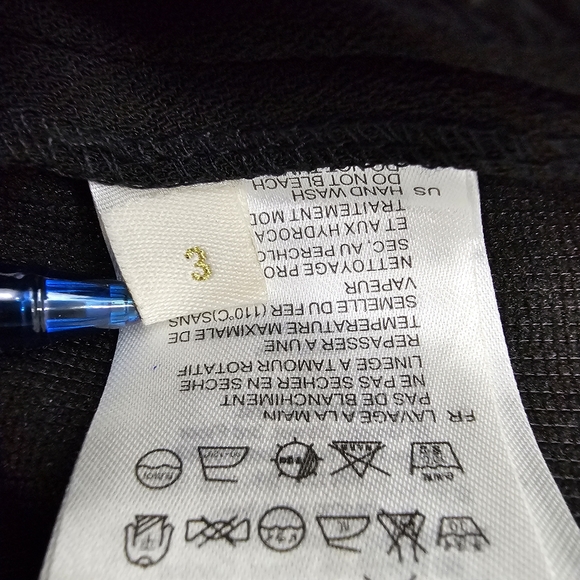 FR LAVAGE A LA MAIN
PAS DE BLANCHIMENT
NE PAS SECHER EN SECHE
LINEGE A TAMOUR ROTATIF
REPASSER A UNE
TEMPERATURE MAXIMALE DE
SEMELLE DU FER (110°C)SANS
VAPEUR
NETTOYAGE PRO
SEC. AU PERCHL
ET AUX HYDROCA
TRAITEMENT MOD
US HAND WASH
DO NOT BLEACH
3